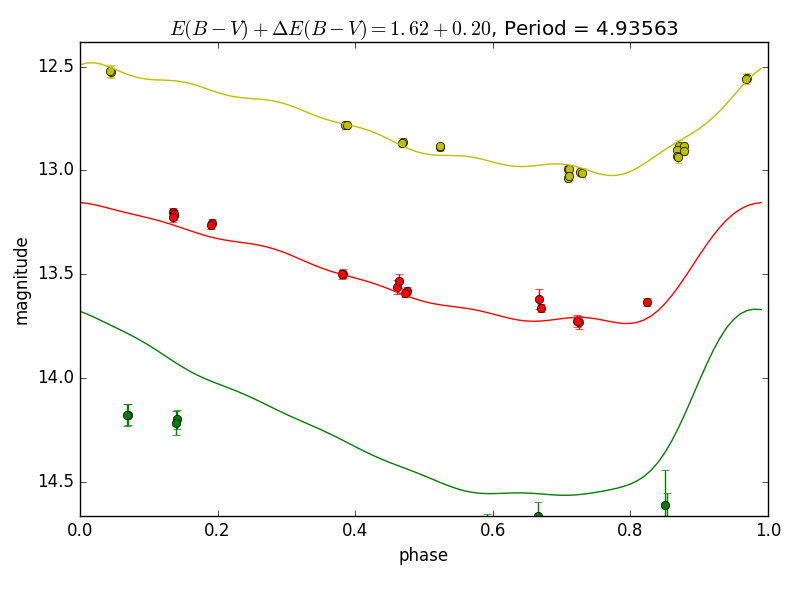 E(B − V) + ΔE(B − V) = 1.62 + 0.20, Period = 4.93563
12.5
13.0
13.5
14.0
14.5
magnitude
0.0 0.2 0.4 0.6 0.8 1.0
phase